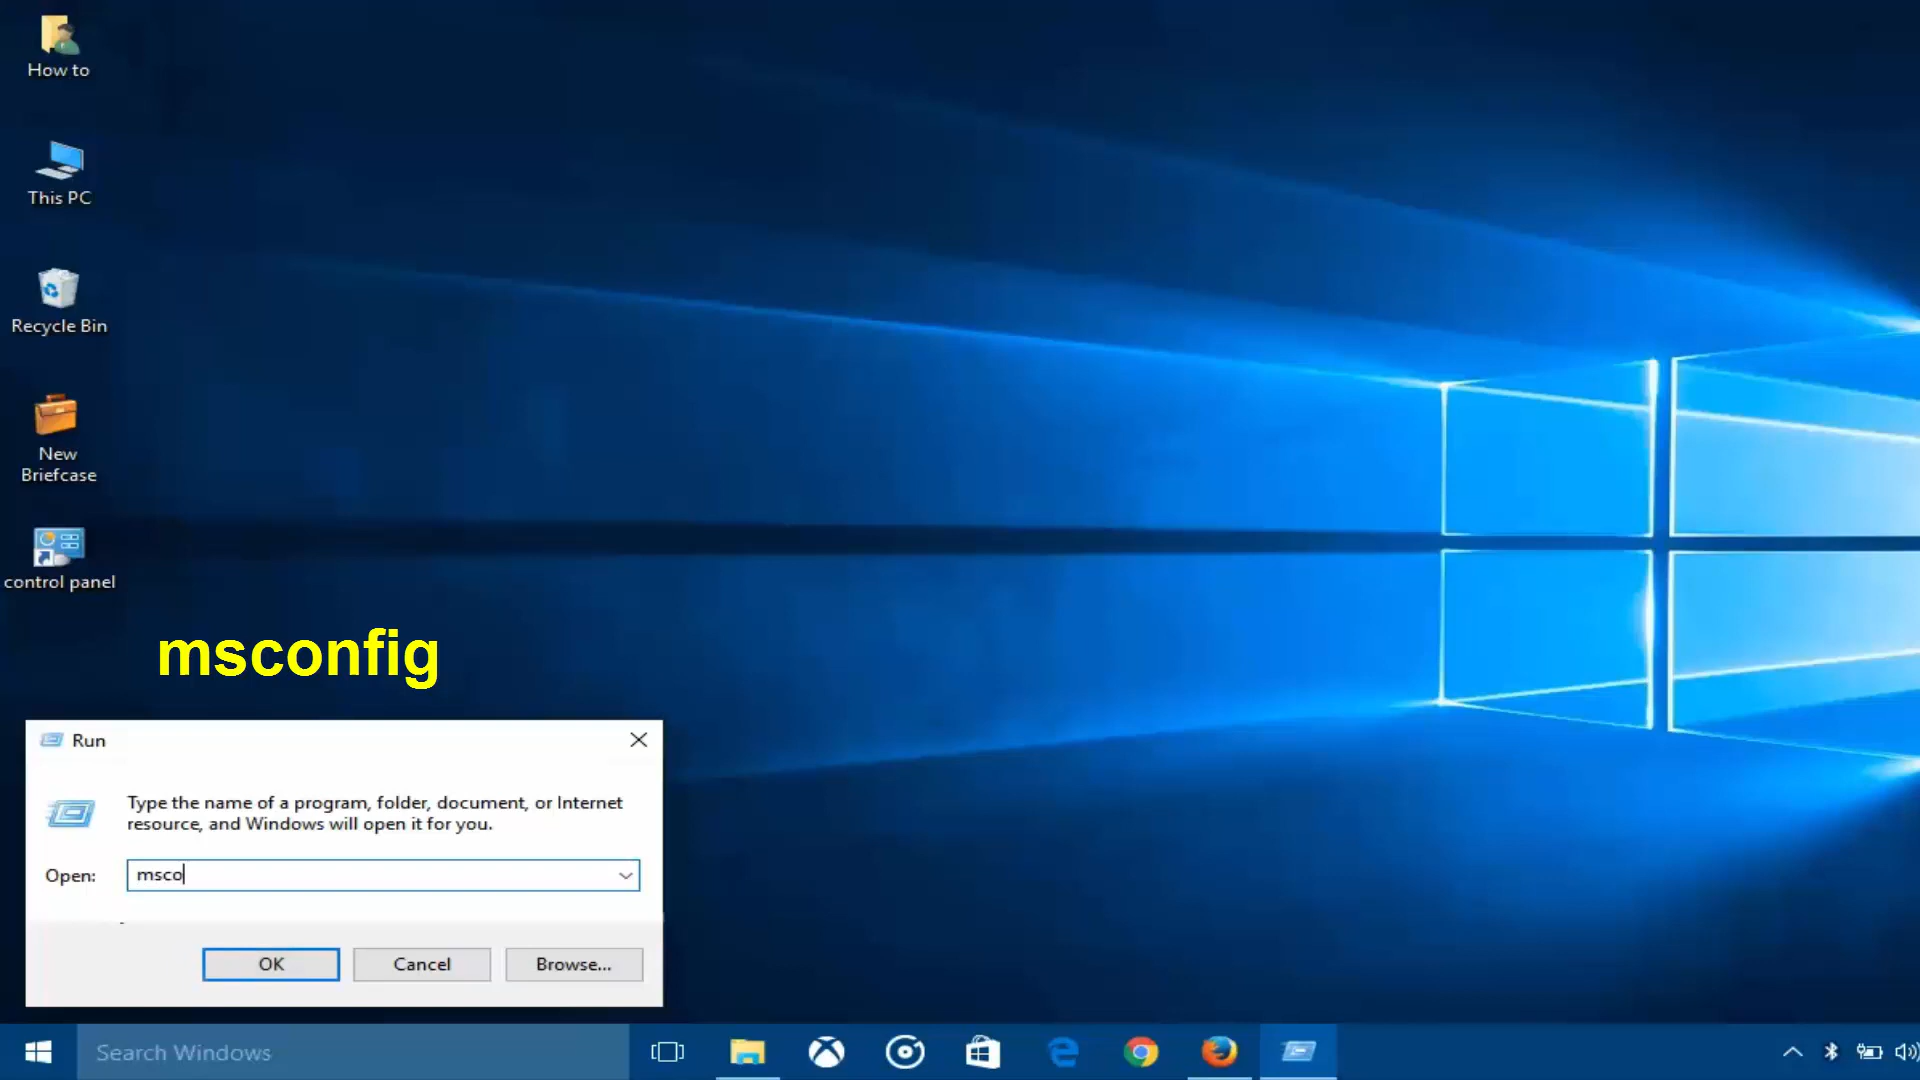 How to
This PC
Recycle Bin
New
Briefcase
control panel
msconfig
Run
Type the name of a program, folder, document, or Internet
resource, and Windows will open it for you.
Open:
msco
OK
Cancel
Browse...
Search Windows